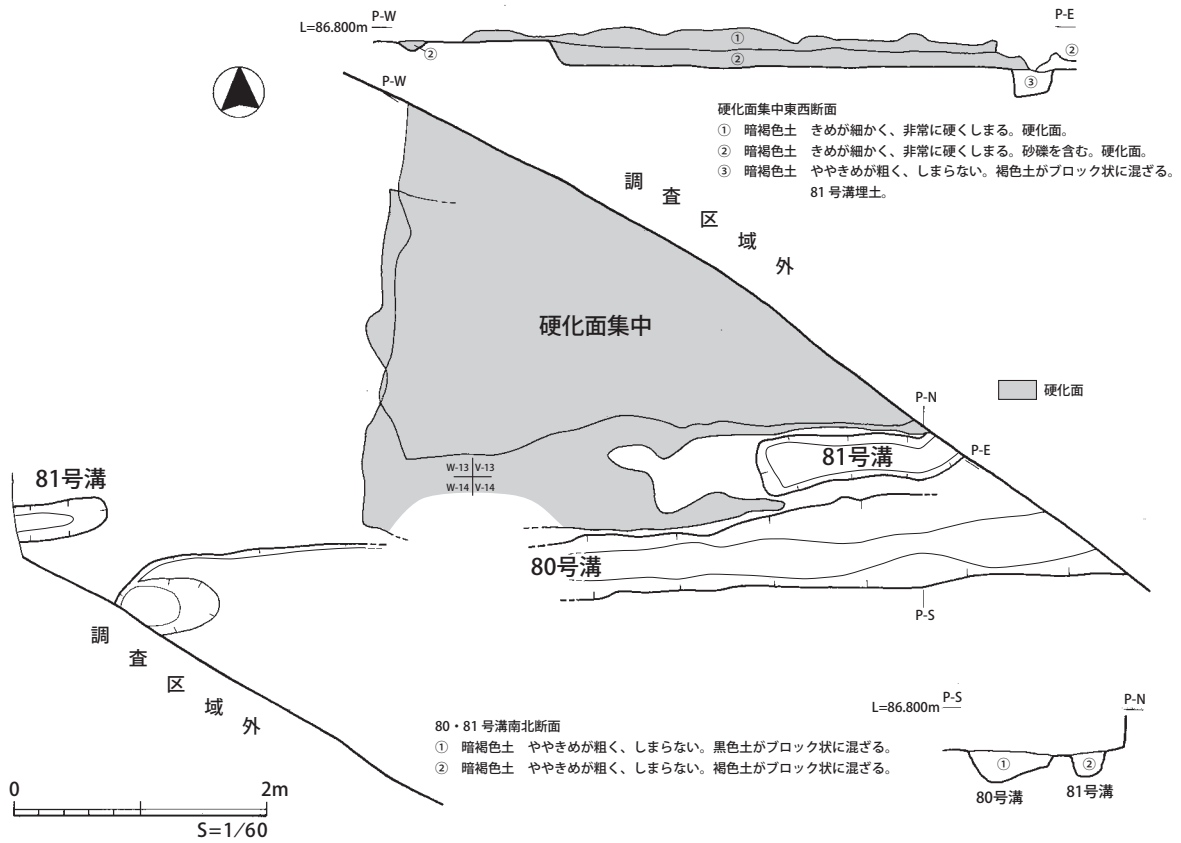 P-W
L=86.800m
P-E
①
②
②
②
③
P-W
硬化面集中東西断面
① 暗褐色土 きめが細かく、非常に硬くしまる。硬化面。
② 暗褐色土 きめが細かく、非常に硬くしまる。砂礫を含む。硬化面。
③ 暗褐色土 ややきめが粗く、しまらない。褐色土がブロック状に混ざる。
81号溝埋土。
調査区域外
硬化面集中
硬化面
P-N
P-E
81号溝
W-13 V-13
W-14 V-14
81号溝
80号溝
P-S
調査区域外
80・81号溝南北断面
① 暗褐色土 ややきめが粗く、しまらない。黒色土がブロック状に混ざる。
② 暗褐色土 ややきめが粗く、しまらない。褐色土がブロック状に混ざる。
P-S
L=86.800m
P-N
①
②
80号溝
81号溝
0 2m
S=1/60